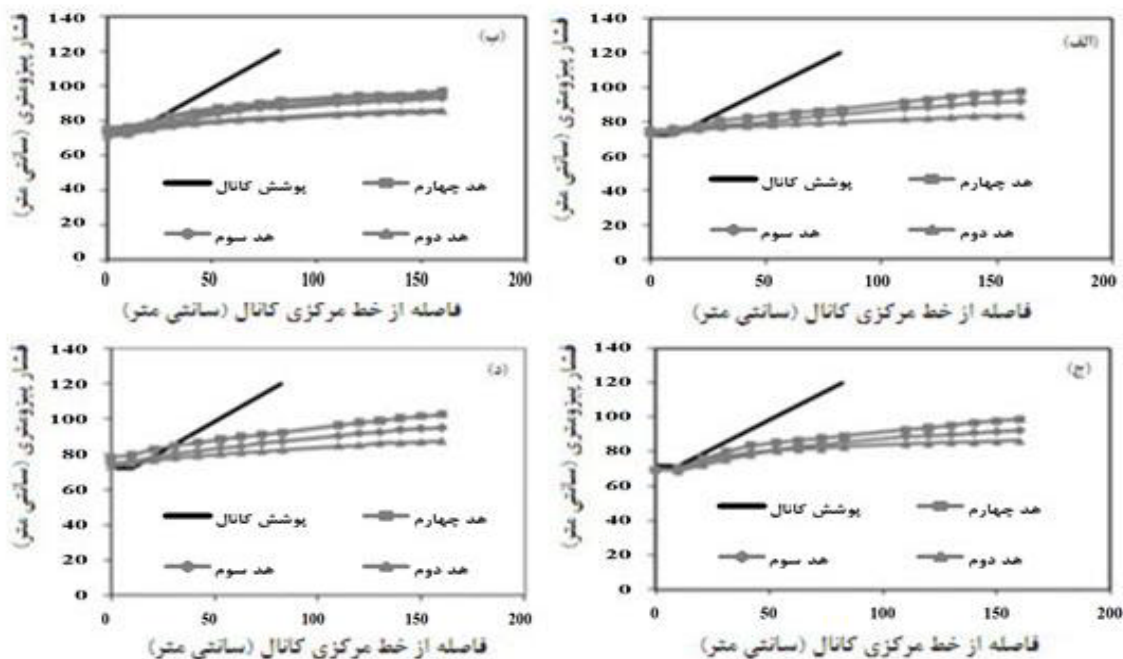 (الف)
فشار پیزومتری (سانتی متر)
140
120
100
80
60
40
20
0
پوشش کانال
هد چهارم
هد سوم
هد دوم
0 50 100 150 200
فاصله از خط مرکزی کانال (سانتی متر)
(ب)
فشار پیزومتری (سانتی متر)
140
120
100
80
60
40
20
0
پوشش کانال
هد چهارم
هد سوم
هد دوم
0 50 100 150 200
فاصله از خط مرکزی کانال (سانتی متر)
(ج)
فشار پیزومتری (سانتی متر)
140
120
100
80
60
40
20
0
پوشش کانال
هد چهارم
هد سوم
هد دوم
0 50 100 150 200
فاصله از خط مرکزی کانال (سانتی متر)
(د)
فشار پیزومتری (سانتی متر)
140
120
100
80
60
40
20
0
پوشش کانال
هد چهارم
هد سوم
هد دوم
0 50 100 150 200
فاصله از خط مرکزی کانال (سانتی متر)